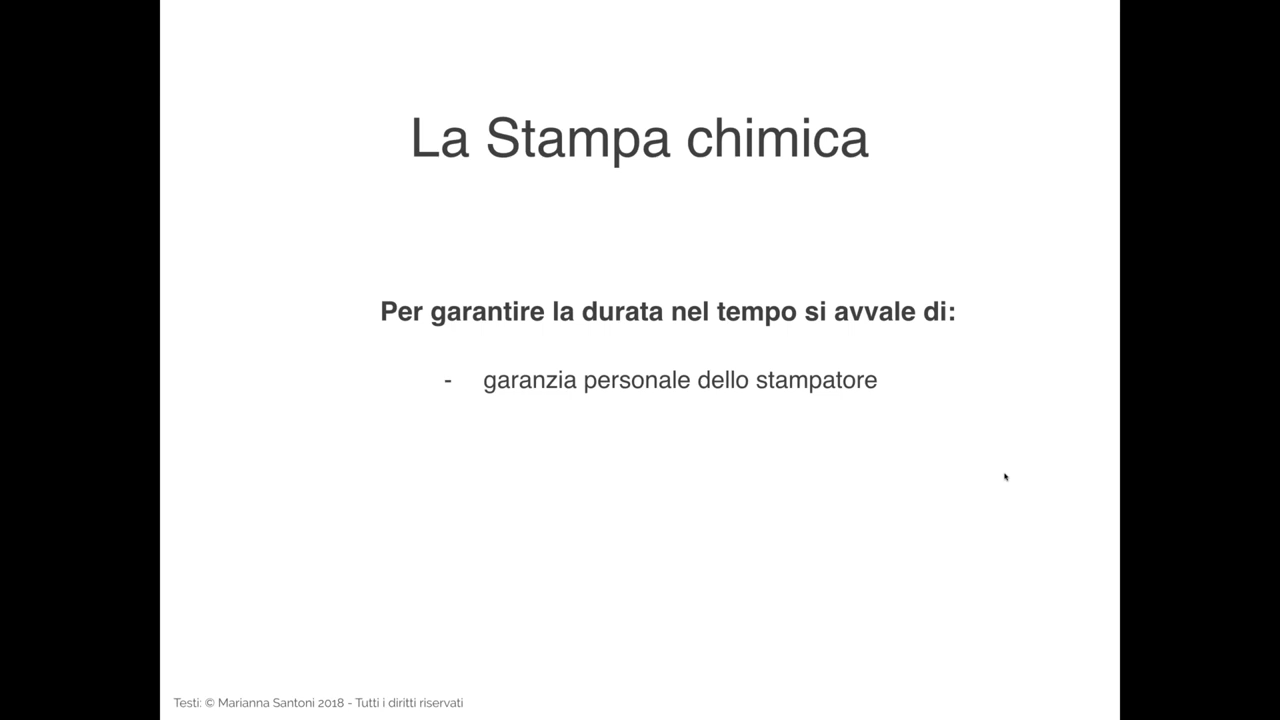 La Stampa chimica
Per garantire la durata nel tempo si avvale di:
- garanzia personale dello stampatore
Testi: © Marianna Santoni 2018 - Tutti i diritti riservati